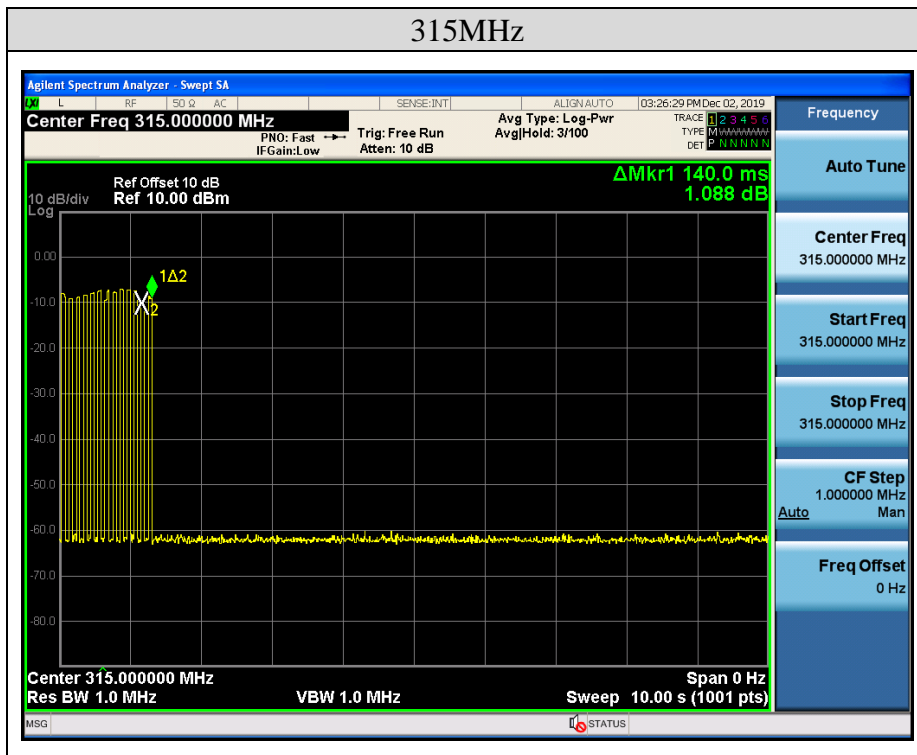 315MHz
Agilent Spectrum Analyzer - Swept SA
LXI L RF 50 Ω AC SENSE:INT ALIGN AUTO 03:26:29 PM Dec 02, 2019
Center Freq 315.000000 MHz
PNO: Fast
IFGain:Low
Trig: Free Run
Atten: 10 dB
Avg Type: Log-Pwr
Avg|Hold: 3/100
TRACE 1 2 3 4 5 6
TYPE M WWWWW
DET P N N N N N
ΔMkr1 140.0 ms
1.088 dB
Ref Offset 10 dB
10 dB/div Ref 10.00 dBm
Log
0.00
1Δ2
-10.0
2
-20.0
-30.0
-40.0
-50.0
-60.0
-70.0
-80.0
Center 315.000000 MHz Span 0 Hz
Res BW 1.0 MHz VBW 1.0 MHz Sweep 10.00 s (1001 pts)
MSG STATUS
Frequency
Auto Tune
Center Freq
315.000000 MHz
Start Freq
315.000000 MHz
Stop Freq
315.000000 MHz
CF Step
1.000000 MHz
Auto Man
Freq Offset
0 Hz